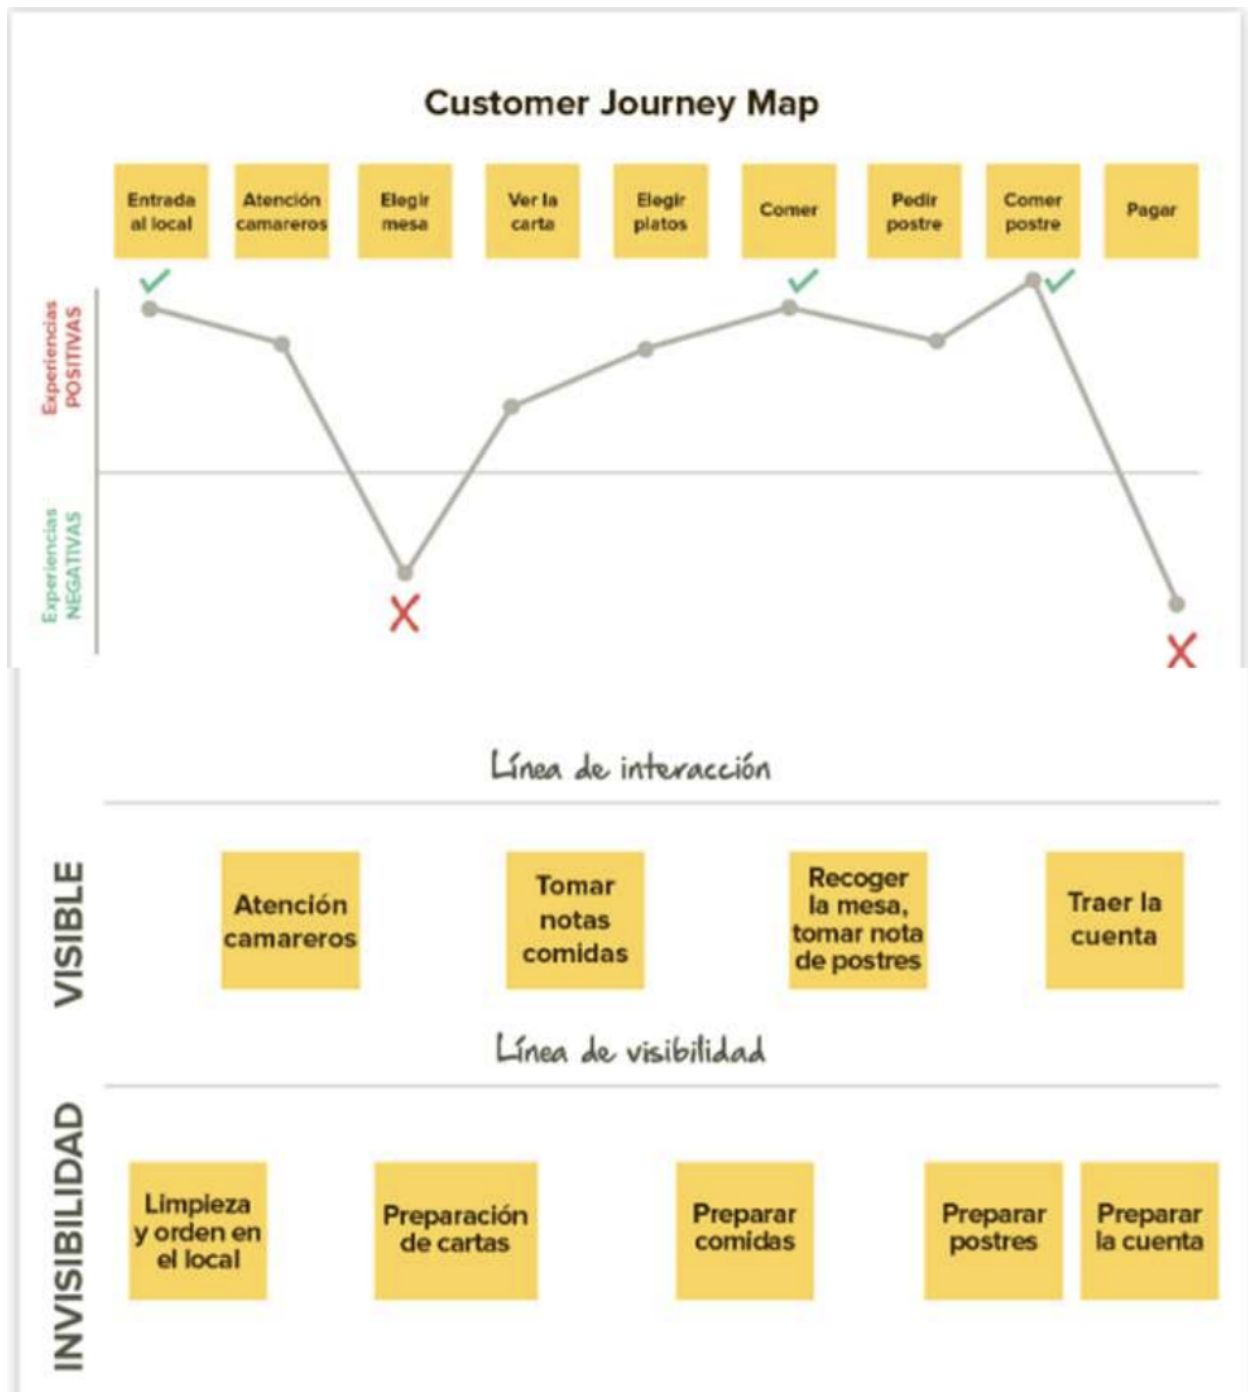 Customer Journey Map
Entrada
al local
Atención
camareros
Elegir
mesa
Ver la
carta
Elegir
platos
Comer
Pedir
postre
Comer
postre
Pagar
Experiencias
POSITIVAS
Experiencias
NEGATIVAS
Línea de interacción
VISIBLE
Atención
camareros
Tomar
notas
comidas
Recoger
la mesa,
tomar nota
de postres
Traer la
cuenta
Línea de visibilidad
INVISIBILIDAD
Limpieza
y orden en
el local
Preparación
de cartas
Preparar
comidas
Preparar
postres
Preparar
la cuenta